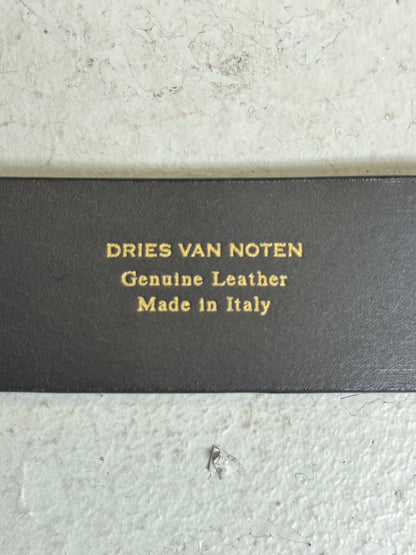 DRIES VAN NOTEN
Genuine Leather
Made in Italy